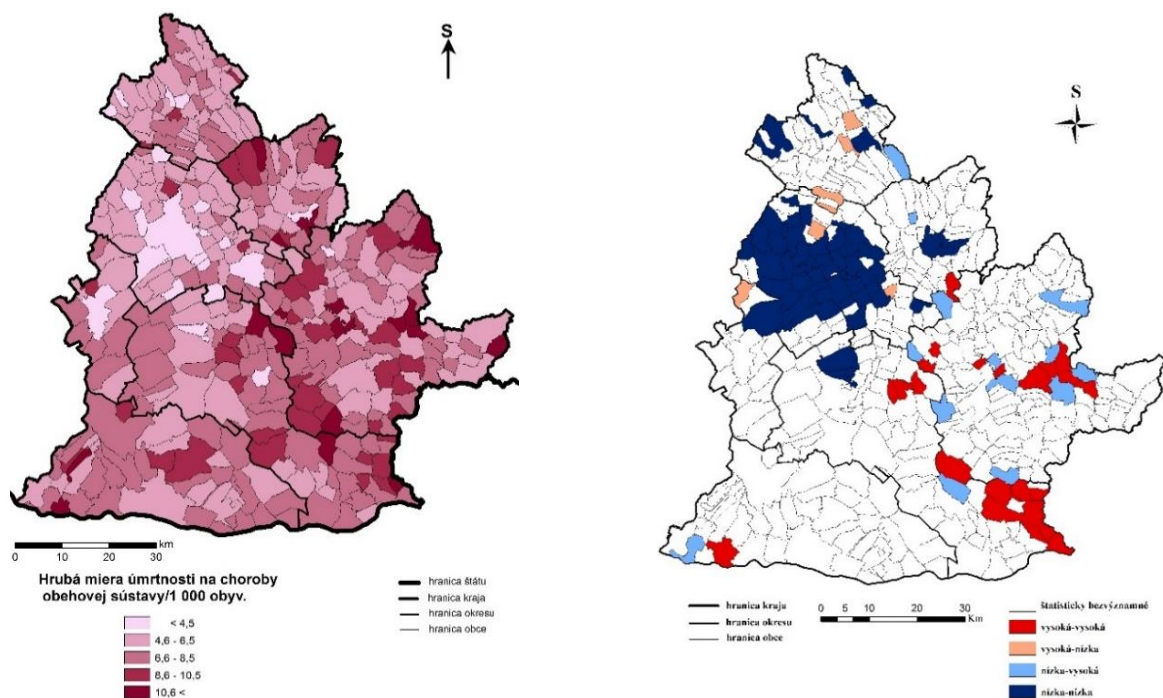 S
0 10 20 30 km
Hrubá miera úmrtnosti na choroby
obehovej sústavy/1 000 obyv.
< 4,5
4,6 - 6,5
6,6 - 8,5
8,6 - 10,5
10,6 <
hranica štátu
hranica kraja
hranica okresu
hranica obce
S
hranica kraja
hranica okresu
hranica obce
0 5 10 20 30
Km
štatisticky bezvýznamné
vysoká-vysoká
vysoká-nízka
nízka-vysoká
nízka-nízka